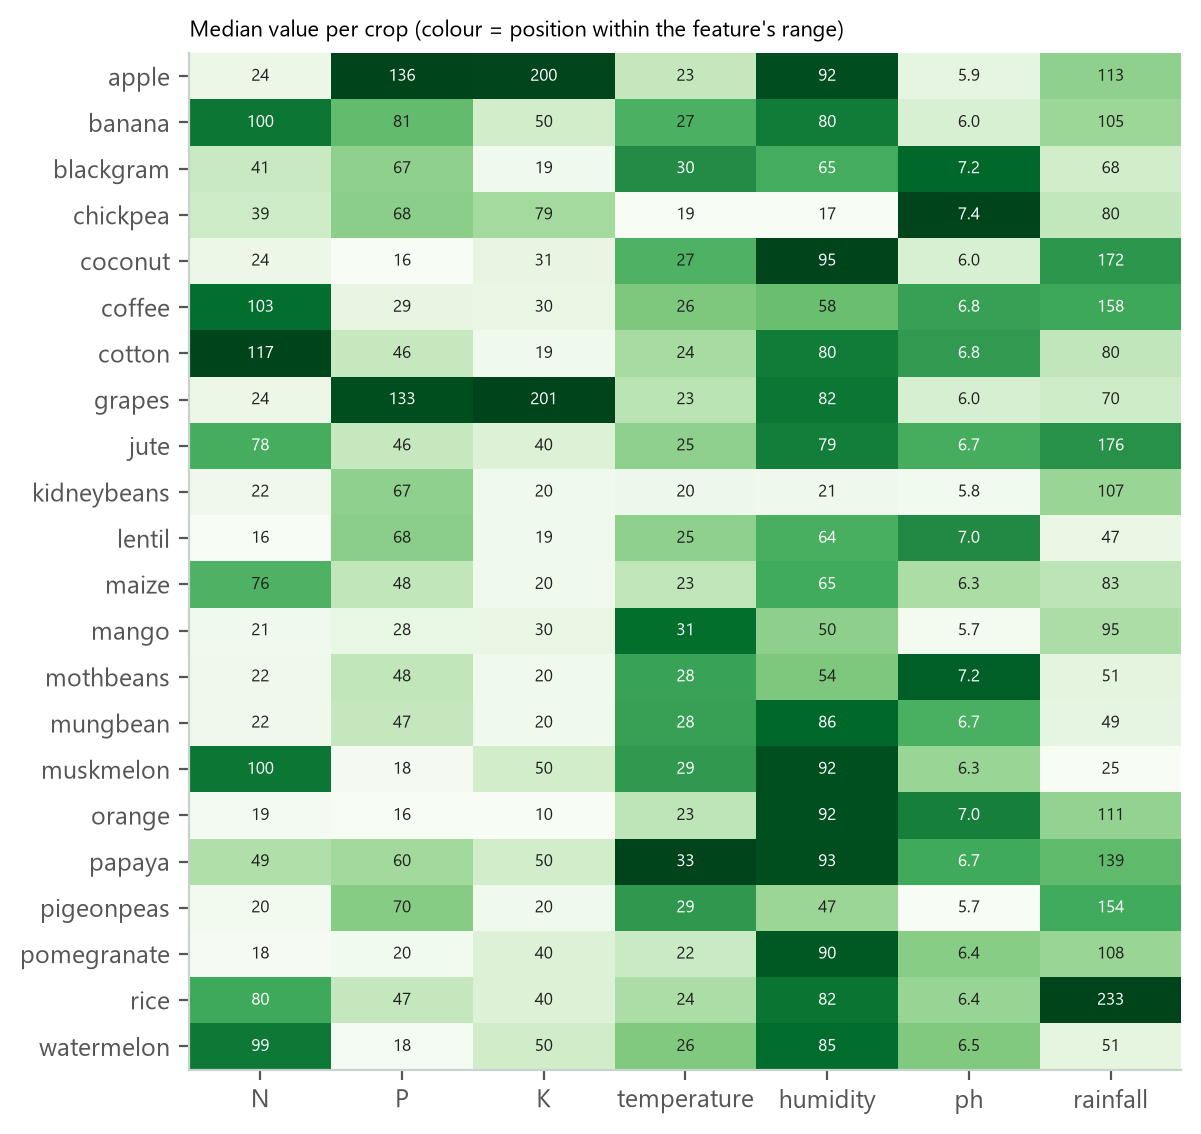 Median value per crop (colour = position within the feature's range)
apple 24 136 200 23 92 5.9 113
banana 100 81 50 27 80 6.0 105
blackgram 41 67 19 30 65 7.2 68
chickpea 39 68 79 19 17 7.4 80
coconut 24 16 31 27 95 6.0 172
coffee 103 29 30 26 58 6.8 158
cotton 117 46 19 24 80 6.8 80
grapes 24 133 201 23 82 6.0 70
jute 78 46 40 25 79 6.7 176
kidneybeans 22 67 20 20 21 5.8 107
lentil 16 68 19 25 64 7.0 47
maize 76 48 20 23 65 6.3 83
mango 21 28 30 31 50 5.7 95
mothbeans 22 48 20 28 54 7.2 51
mungbean 22 47 20 28 86 6.7 49
muskmelon 100 18 50 29 92 6.3 25
orange 19 16 10 23 92 7.0 111
papaya 49 60 50 33 93 6.7 139
pigeonpeas 20 70 20 29 47 5.7 154
pomegranate 18 20 40 22 90 6.4 108
rice 80 47 40 24 82 6.4 233
watermelon 99 18 50 26 85 6.5 51
N P K temperature humidity ph rainfall